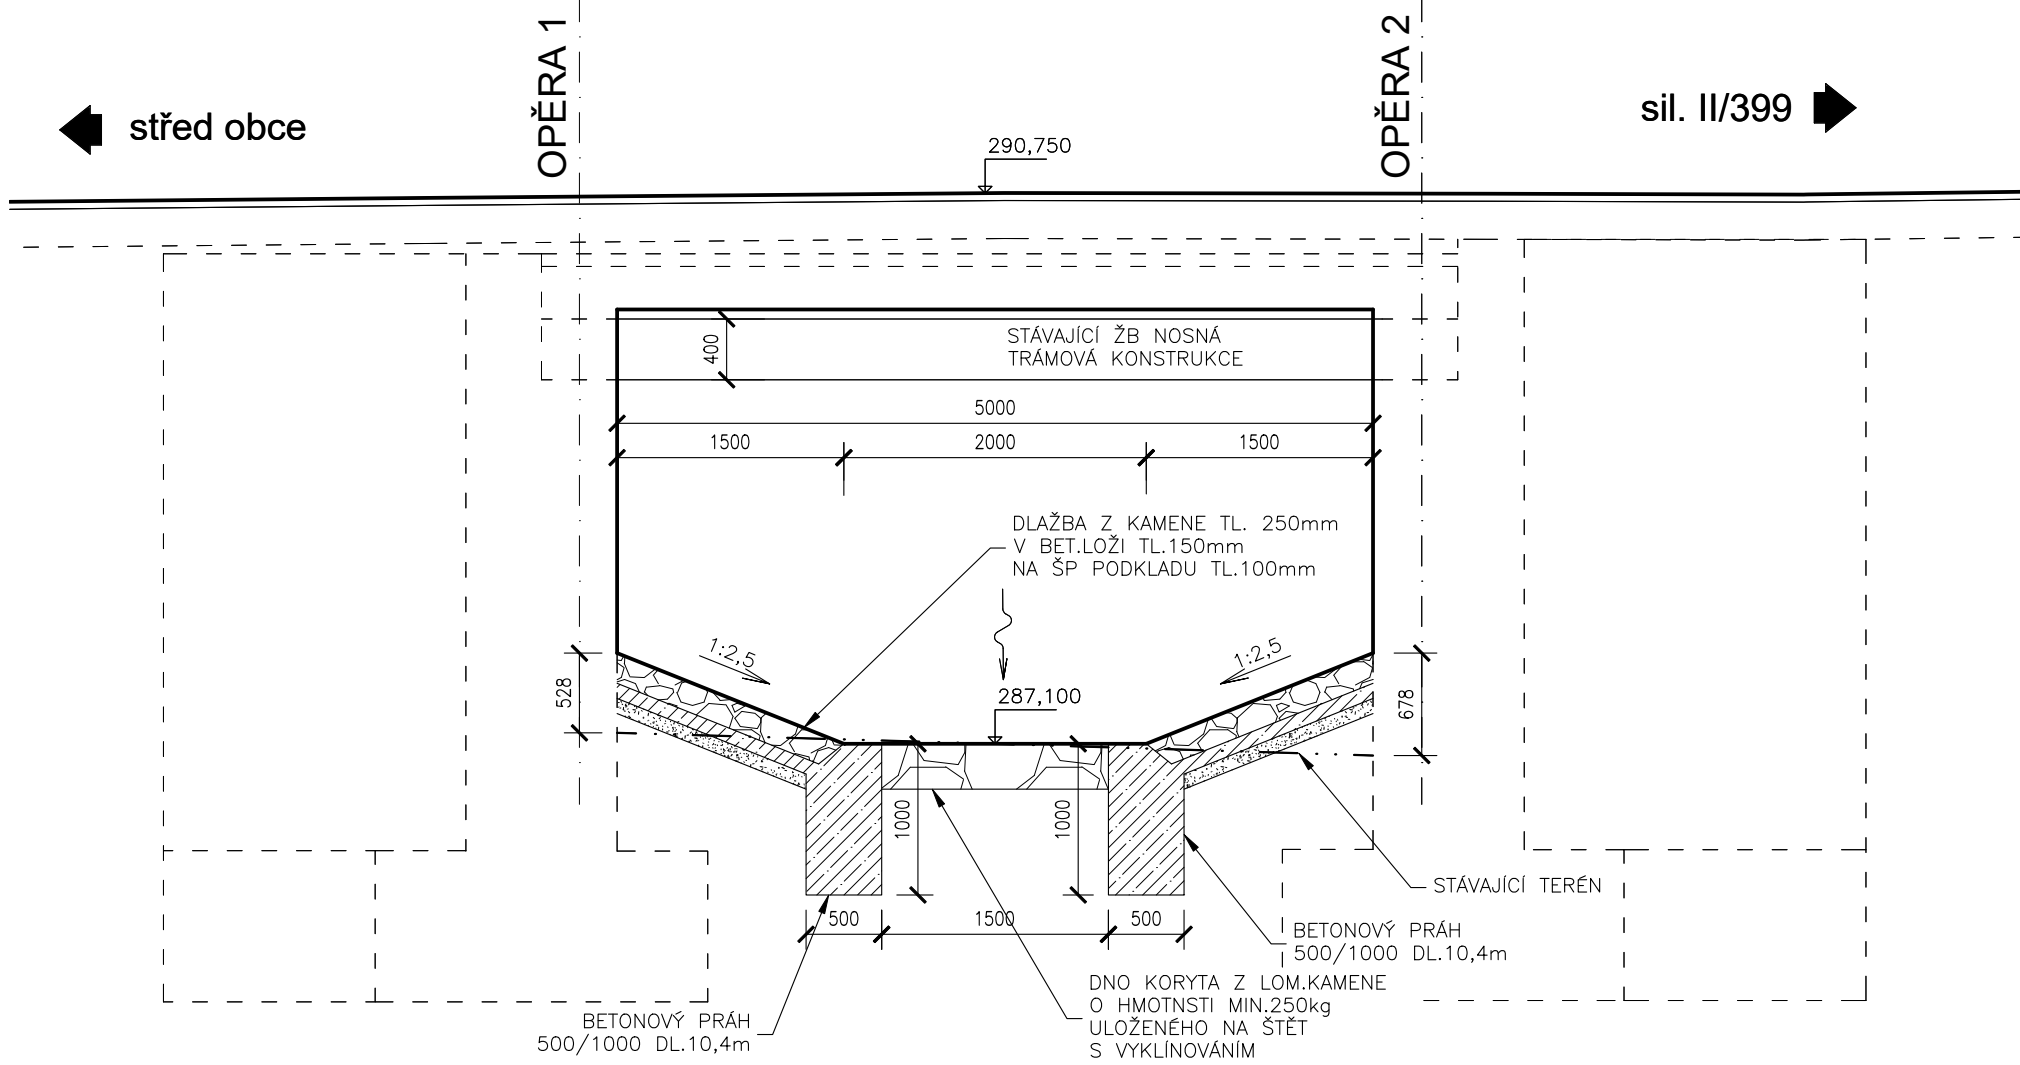 OPĚRA 1
OPĚRA 2
střed obce
sil. II/399
290,750
STÁVAJÍCÍ ŽB NOSNÁ
TRÁMOVÁ KONSTRUKCE
400
5000
1500
2000
1500
DLAŽBA Z KAMENE TL. 250mm
V BET.LOŽI TL.150mm
NA ŠP PODKLADU TL.100mm
1:2,5
1:2,5
528
678
287,100
1000
1000
STÁVAJÍCÍ TERÉN
500
1500
500
BETONOVÝ PRÁH
500/1000 DL.10,4m
DNO KORYTA Z LOM.KAMENE
O HMOTNSTI MIN.250kg
ULOŽENÉHO NA ŠTĚT
S VYKLÍNOVÁNÍM
BETONOVÝ PRÁH
500/1000 DL.10,4m